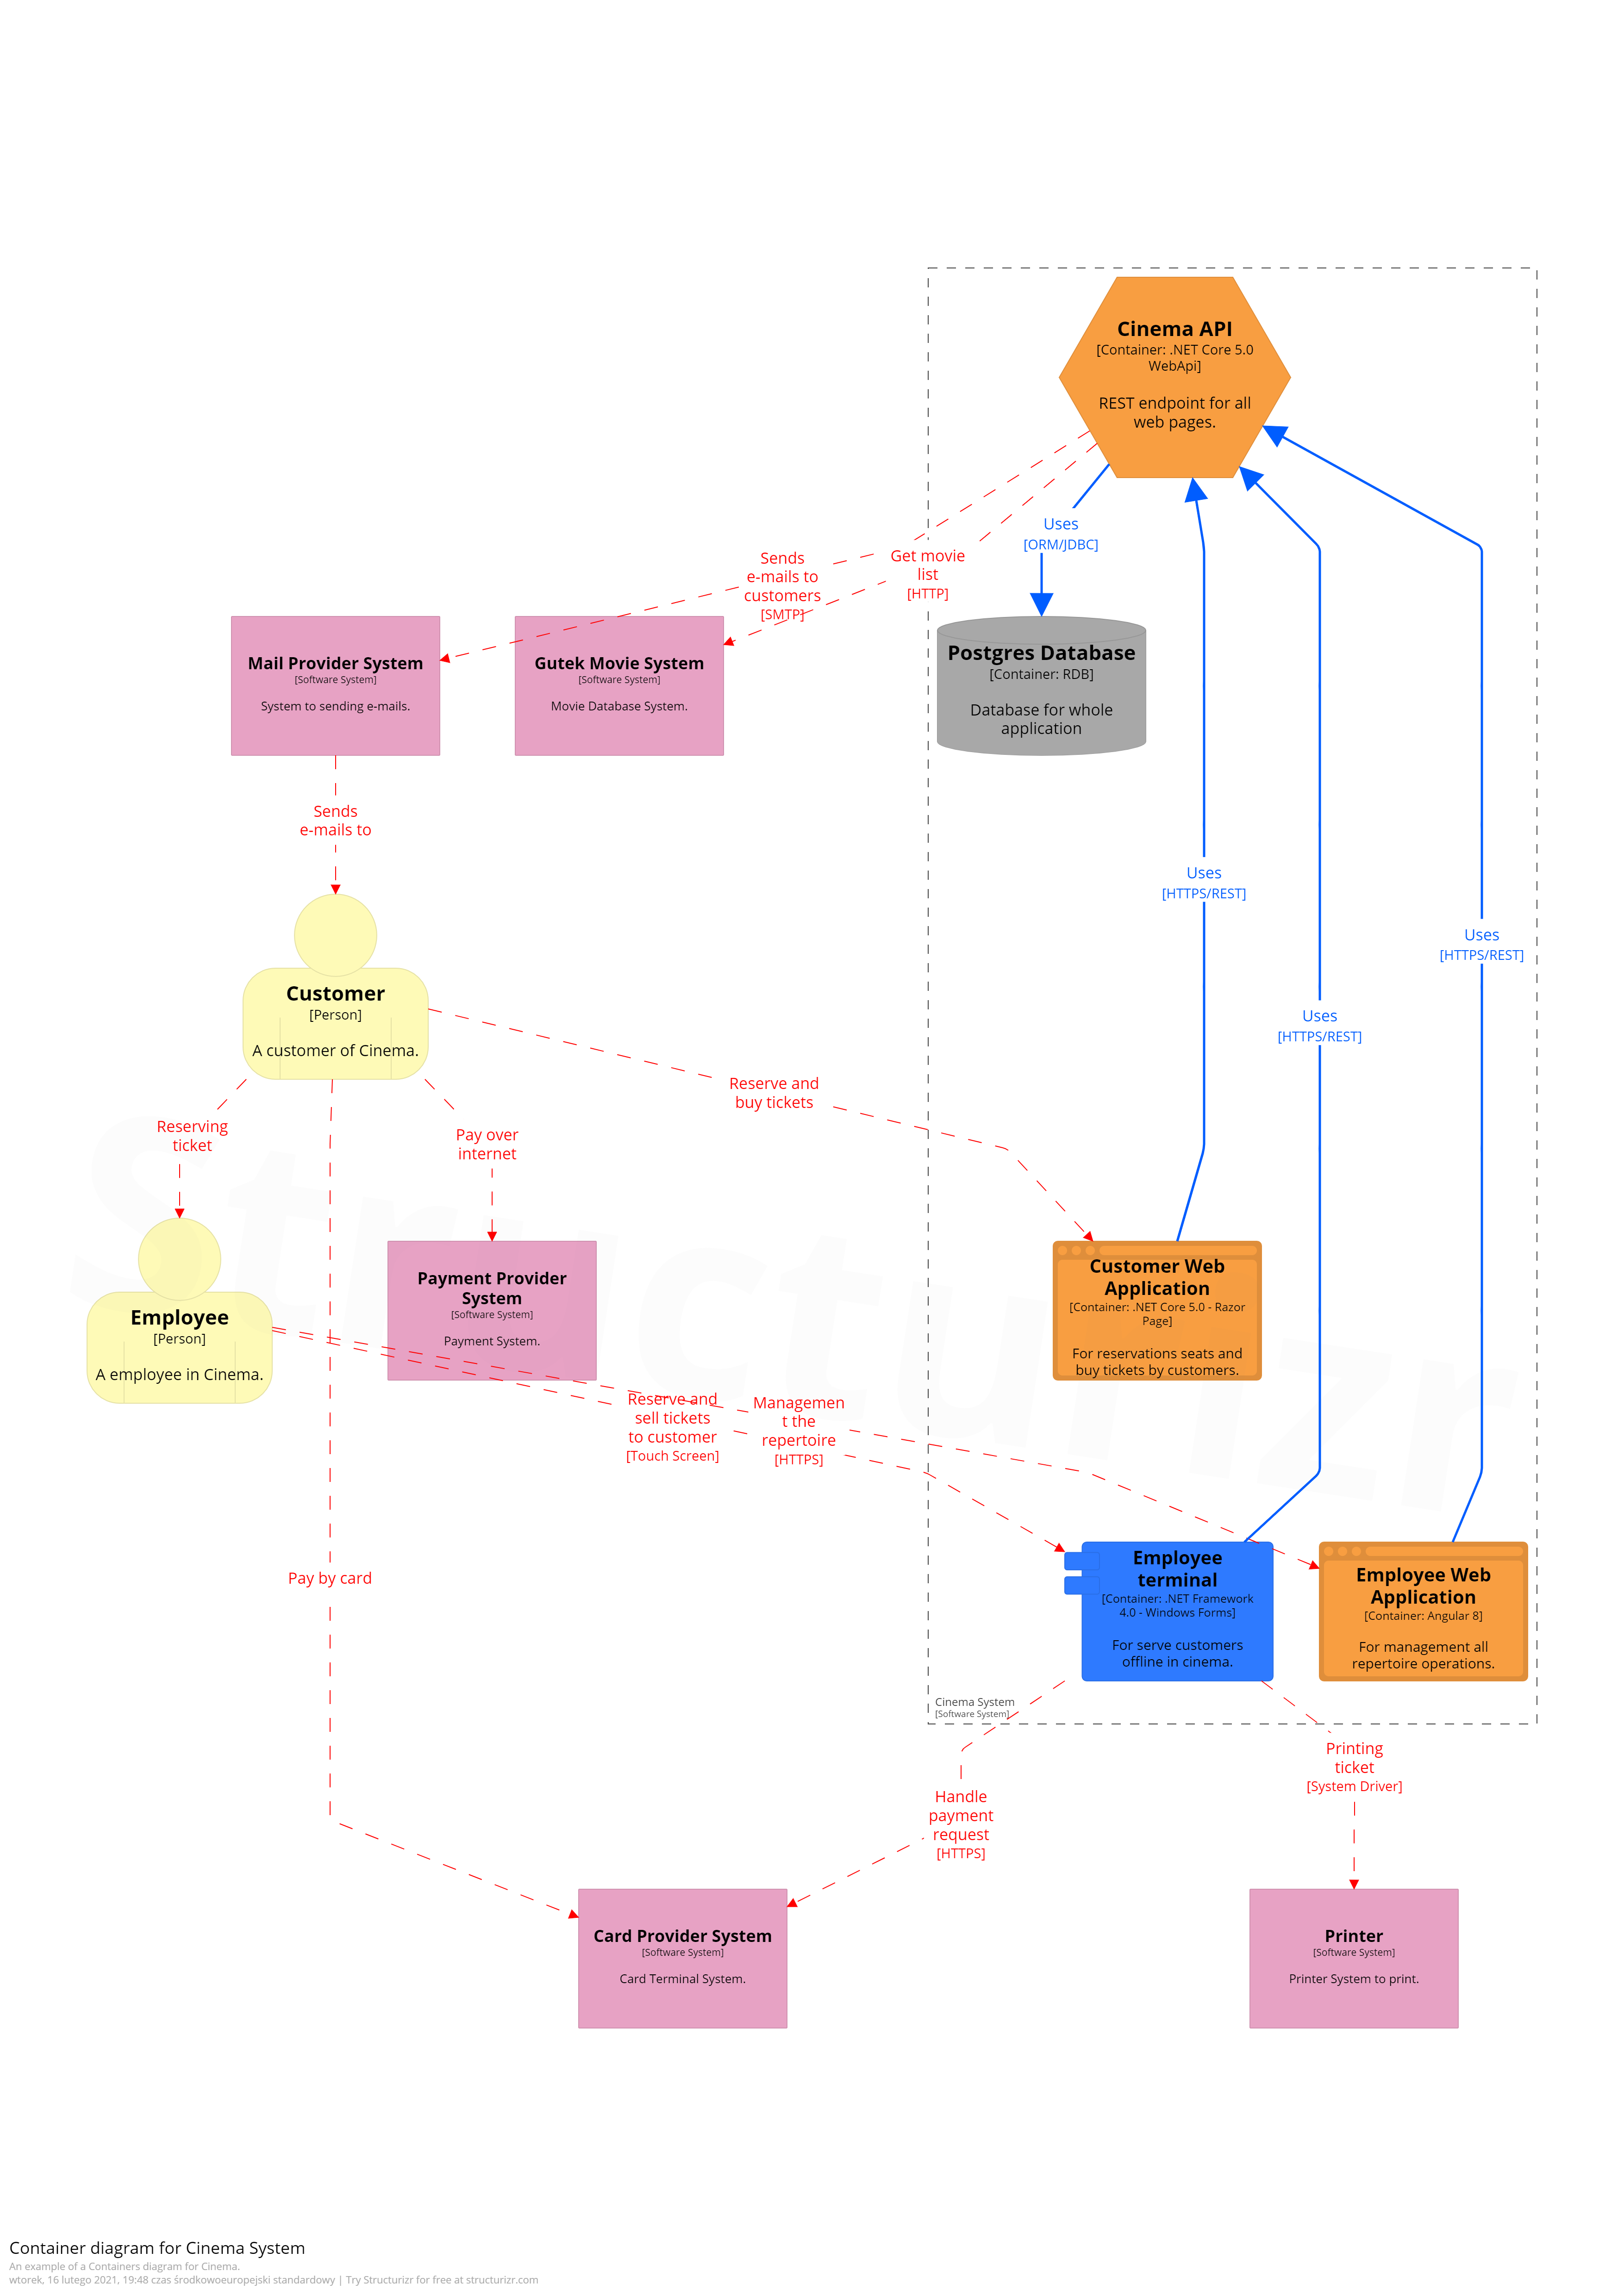 Cinema API
[Container: .NET Core 5.0
WebApi]
REST endpoint for all
web pages.
Uses
[ORM/JDBC]
Sends
e-mails to
customers
[SMTP]
Get movie
list
[HTTP]
Mail Provider System
[Software System]
System to sending e-mails.
Gutek Movie System
[Software System]
Movie Database System.
Postgres Database
[Container: RDB]
Database for whole
application
Sends
e-mails to
Uses
[HTTPS/REST]
Uses
[HTTPS/REST]
Uses
[HTTPS/REST]
Customer
[Person]
A customer of Cinema.
Reserve and
buy tickets
Reserving
ticket
Pay over
internet
Employee
[Person]
A employee in Cinema.
Payment Provider
System
[Software System]
Payment System.
Customer Web
Application
[Container: .NET Core 5.0 - Razor
Page]
For reservations seats and
buy tickets by customers.
Structurizr
Reserve and
sell tickets
to customer
[Touch Screen]
Managemen
t the
repertoire
[HTTPS]
Pay by card
Employee
terminal
[Container: .NET Framework
4.0 - Windows Forms]
For serve customers
offline in cinema.
Employee Web
Application
[Container: Angular 8]
For management all
repertoire operations.
Cinema System
[Software System]
Handle
payment
request
[HTTPS]
Printing
ticket
[System Driver]
Card Provider System
[Software System]
Card Terminal System.
Printer
[Software System]
Printer System to print.
Container diagram for Cinema System
An example of a Containers diagram for Cinema.
wtorek, 16 lutego 2021, 19:48 czas środkowoeuropejski standardowy | Try Structurizr for free at structurizr.com